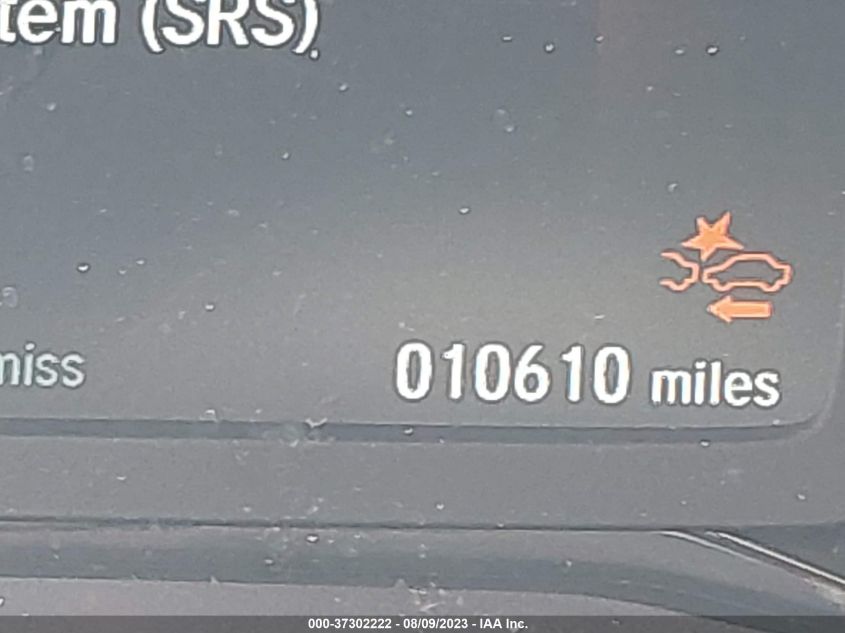 tem (SRS).
miss
010610 miles
000-37302222 - 08/09/2023 - IAA Inc.